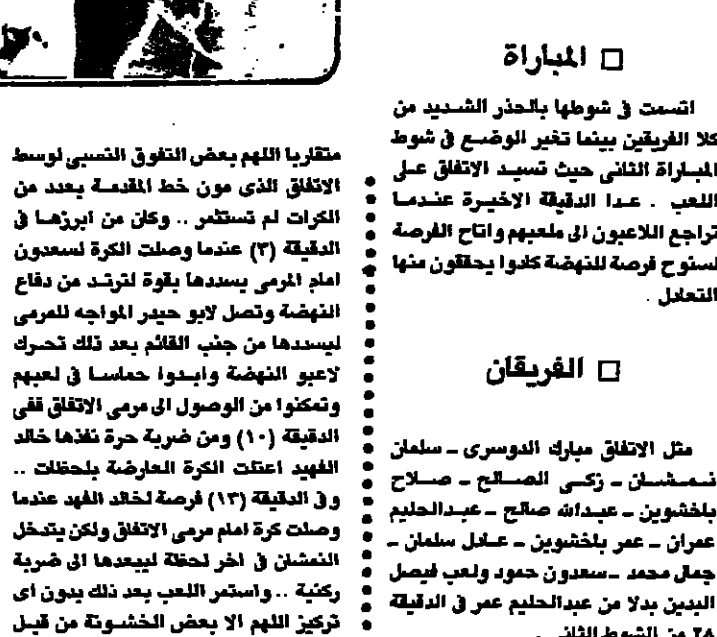 □ المباراة
اتسمت في شوطها بالحذر الشديد من
كلا الفريقين بينما تغير الوضع في شوط
المباراة الثاني حيث تسيد الاتفاق على
اللعب . عدا الدقيقة الاخيرة عندما
تراجع اللاعبون الى ملعبهم واتاح الفرصة
لسنوح فرصة للنهضة كادوا يحققون منها
التعادل .
□ الفريقان
مثل الاتفاق مبارك الدوسري ـ سلمان
نمشان ـ زكي الصالح ـ صلاح
بلخشوين ـ عبدالله صالح ـ عبدالحليم
عمران ـ عمر بلخشوين ـ عادل سلمان ـ
جمال محمد ـ سعدون حمود ولعب فيصل
البدين بدلا من عبدالحليم عمر في الدقيقة
٢٨ من الشوط الثاني .
متقاربا اللهم بعض التفوق النسبي لوسط
الاتفاق الذي مون خط المقدمة بعدد من
الكرات لم تستثمر .. وكان من ابرزها في
الدقيقة (٣) عندما وصلت الكرة لسعدون
امام المرمى يسددها بقوة لترتد من دفاع
النهضة وتصل لابو حيدر المواجه للمرمى
ليسددها من جنب القائم بعد ذلك تحرك
لاعبو النهضة وابدوا حماسا في لعبهم
وتمكنوا من الوصول الى مرمى الاتفاق ففي
الدقيقة (١٠) ومن ضربة حرة نفذها خالد
الفهيد اعتلت الكرة العارضة بلحظات ..
وفي الدقيقة (١٣) فرصة لخالد الفهد عندما
وصلت كرة امام مرمى الاتفاق ولكن يتدخل
النمشان في اخر لحظة ليبعدها الى ضربة
ركنية .. واستمر اللعب بعد ذلك بدون اى
تركيز اللهم الا بعض الخشونة من قبل